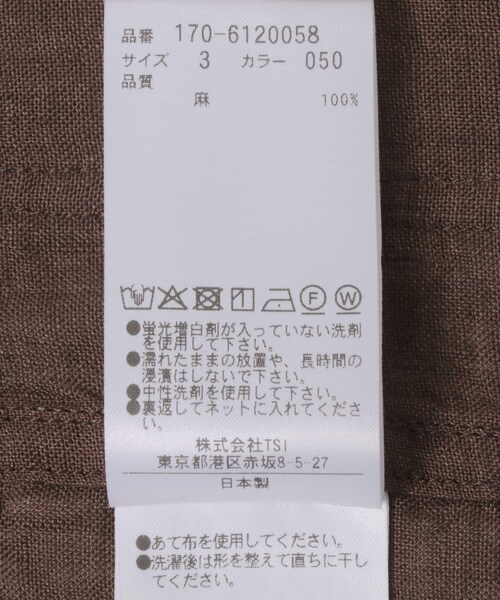 品番 170-6120058
サイズ 3 カラー 050
品質
麻 100%
F W
●蛍光増白剤が入っていない洗剤
を使用して下さい。
●濡れたままの放置や、長時間の
浸漬はしないで下さい。
●中性洗剤を使用して下さい。
●裏返してネットに入れてくださ
い。
株式会社TSI
東京都港区赤坂8-5-27
日本製
●あて布を使用してください。
●洗濯後は形を整えて直ちに干し
てください。